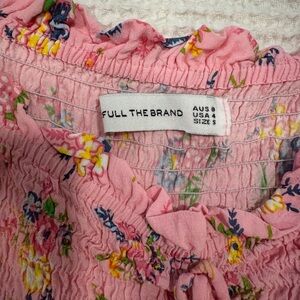 FULL THE BRAND
AUS 8
USA 4
SIZE S